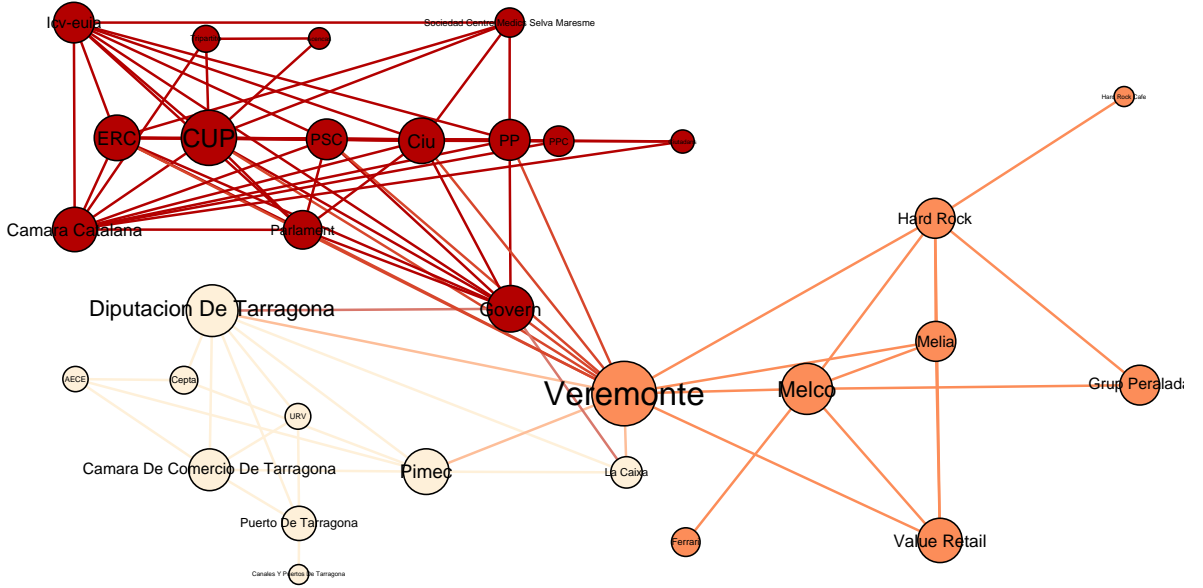 Icv-euia
Sociedad Centre Medics Selva Maresme
Hard Rock Cafe
ERC
CUP
PSC
Ciu
PP
PPC
Hard Rock
Camara Catalana
Parlament
Diputacion De Tarragona
Govern
Melia
AECE
Cepta
Veremonte
Melco
Grup Peralada
URV
Camara De Comercio De Tarragona
Pimec
La Caixa
Puerto De Tarragona
Ferrari
Value Retail
Canales Y Puertos De Tarragona